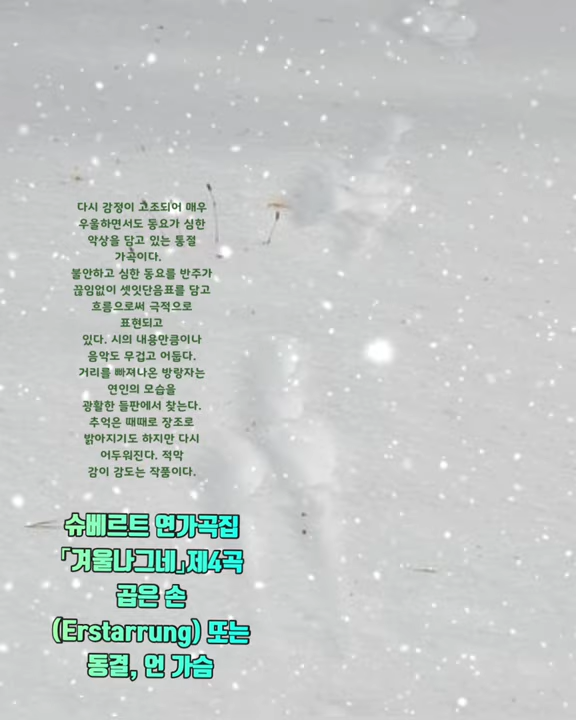 다시 감정이 고조되어 매우
우울하면서도 동요가 심한
악상을 담고 있는 통절
가곡이다.
불안하고 심한 동요를 반주가
끊임없이 셋잇단음표를 담고
흐름으로써 극적으로
표현되고
있다. 시의 내용만큼이나
음악도 무겁고 어둡다.
거리를 빠져나온 방랑자는
연인의 모습을
광활한 들판에서 찾는다.
추억은 때때로 장조로
밝아지기도 하지만 다시
어두워진다. 적막
감이 감도는 작품이다.
슈베르트 연가곡집
「겨울나그네」제4곡
곱은 손
(Erstarrung) 또는
동결, 언 가슴